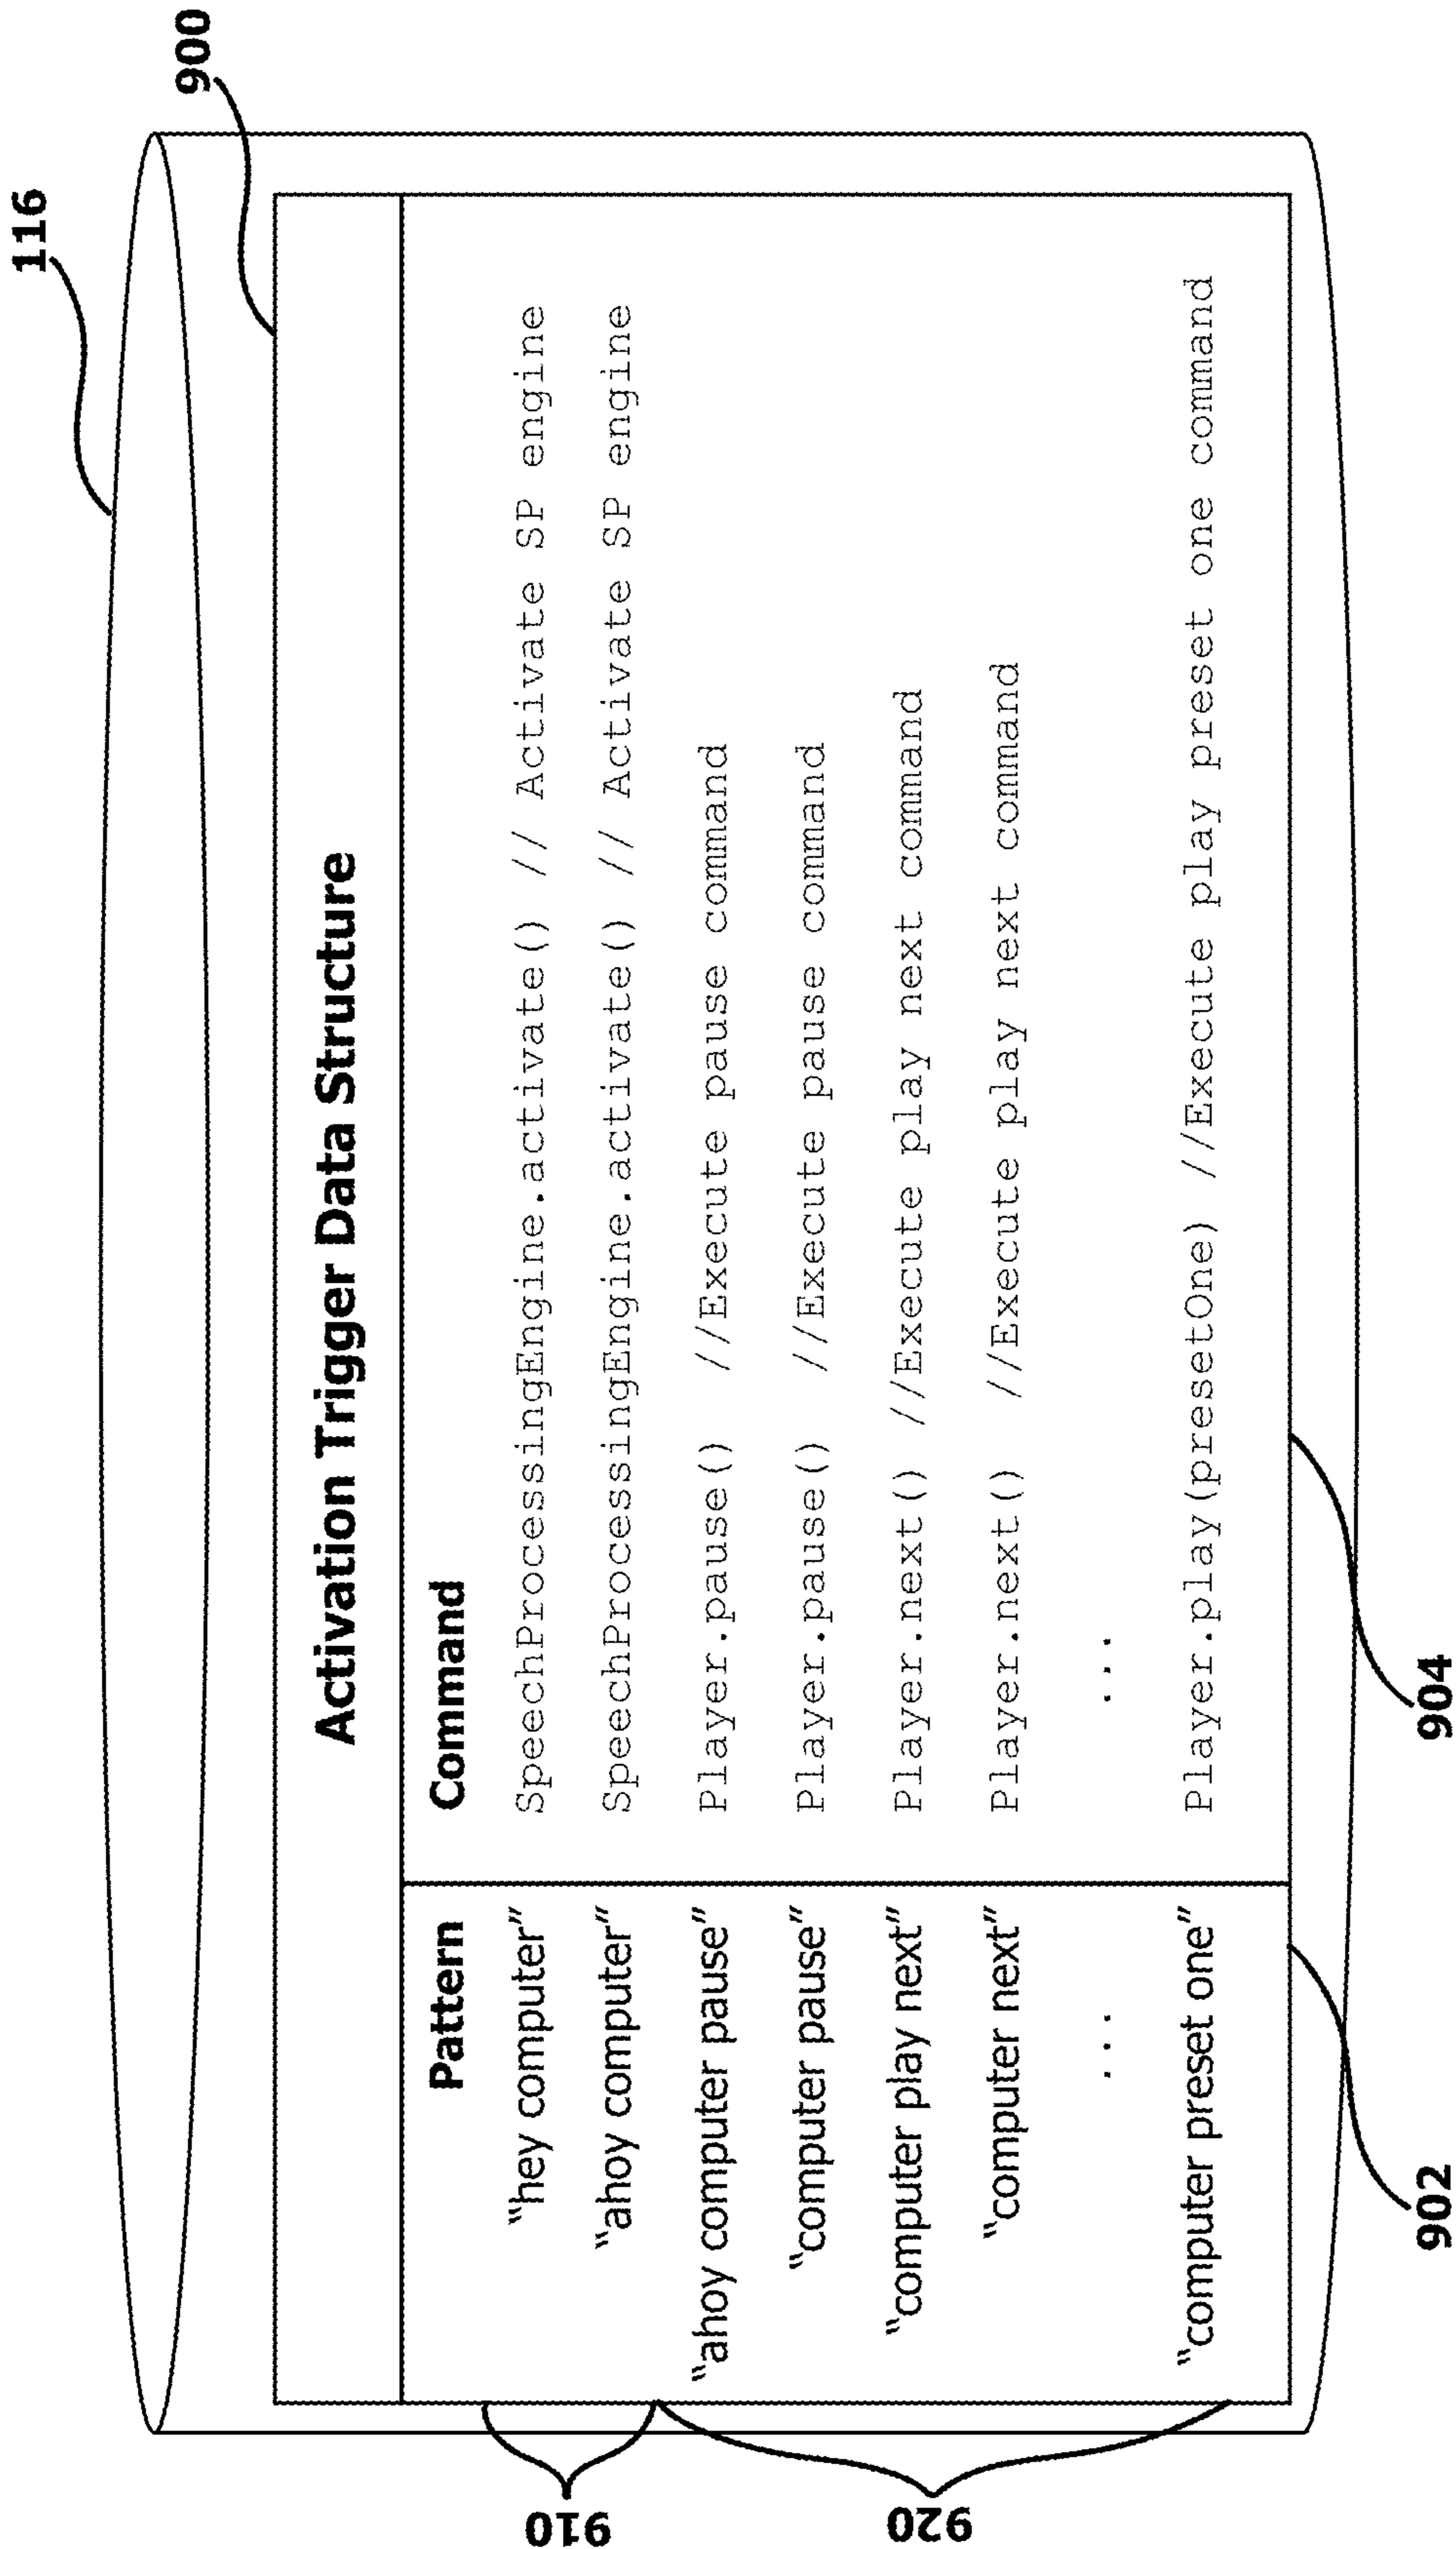 116
900
Activation Trigger Data Structure
Pattern Command
“hey computer” SpeechProcessingEngine.activate() // Activate SP engine
“ahoy computer” SpeechProcessingEngine.activate() // Activate SP engine
“ahoy computer pause” Player.pause() //Execute pause command
“computer pause” Player.pause() //Execute pause command
“computer play next” Player.next() //Execute play next command
“computer next” Player.next() //Execute play next command
... ...
“computer preset one” Player.play(presetOne) //Execute play preset one command
910
920
902
904